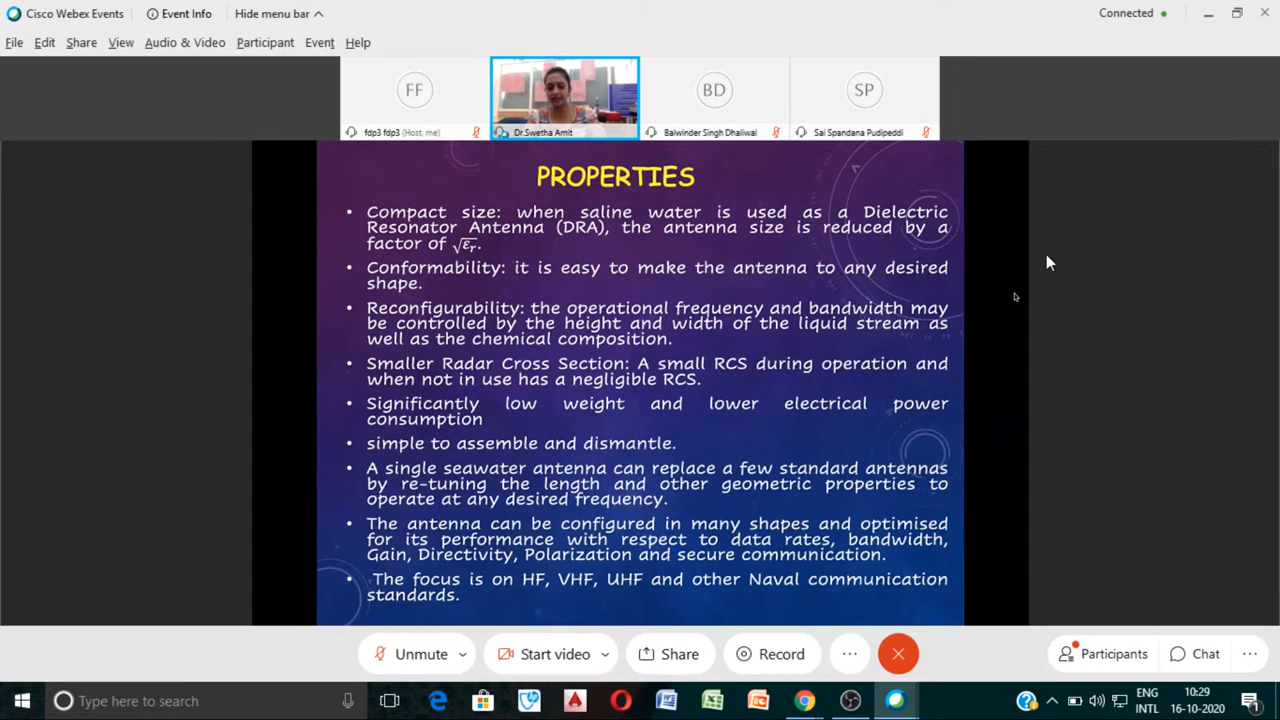 Cisco Webex Events
Event Info
Hide menu bar
Connected
File Edit Share View Audio & Video Participant Event Help
FF
BD
SP
fdp3 fdp3 (Host, me)
Dr.Swetha Amit
Balwinder Singh Dhaliwal
Sai Spandana Pudipeddi
PROPERTIES
• Compact size: when saline water is used as a Dielectric
Resonator Antenna (DRA), the antenna size is reduced by a
factor of √εr.
• Conformability: it is easy to make the antenna to any desired
shape.
• Reconfigurability: the operational frequency and bandwidth may
be controlled by the height and width of the liquid stream as
well as the chemical composition.
• Smaller Radar Cross Section: A small RCS during operation and
when not in use has a negligible RCS.
• Significantly low weight and lower electrical power
consumption
• simple to assemble and dismantle.
• A single seawater antenna can replace a few standard antennas
by re-tuning the length and other geometric properties to
operate at any desired frequency.
• The antenna can be configured in many shapes and optimised
for its performance with respect to data rates, bandwidth,
Gain, Directivity, Polarization and secure communication.
• The focus is on HF, VHF, UHF and other Naval communication
standards.
Unmute
Start video
Share
Record
Participants
Chat
Type here to search
ENG
INTL
10:29
16-10-2020
1